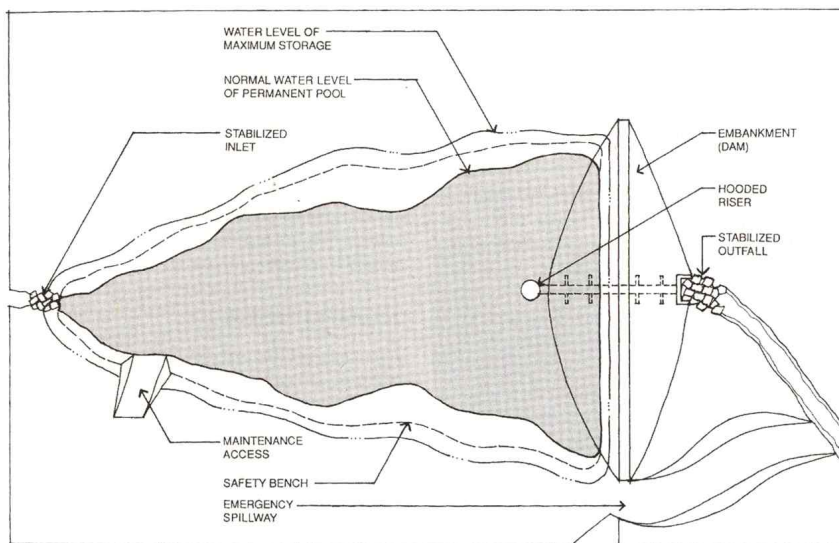 WATER LEVEL OF
MAXIMUM STORAGE
NORMAL WATER LEVEL
OF PERMANENT POOL
STABILIZED
INLET
EMBANKMENT
(DAM)
HOODED
RISER
STABILIZED
OUTFALL
MAINTENANCE
ACCESS
SAFETY BENCH
EMERGENCY
SPILLWAY